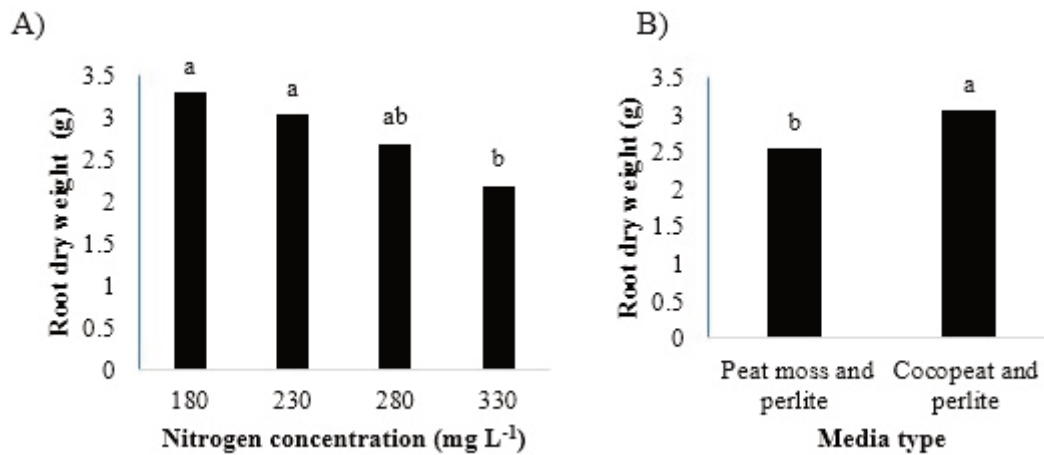 A)
Root dry weight (g)
3.5
3
2.5
2
1.5
1
0.5
0
a
a
ab
b
180 230 280 330
Nitrogen concentration (mg L-1)
B)
Root dry weight (g)
3.5
3
2.5
2
1.5
1
0.5
0
b
a
Peat moss and
perlite
Cocopeat and
perlite
Media type